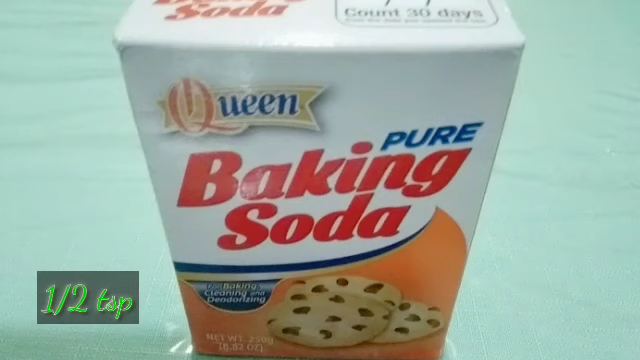 Baking Soda
Count 30 days
Queen
PURE
Baking
Soda
For Baking,
Cleaning and
Deodorizing
1/2 tsp
NET WT. 250g
(8.82 OZ)